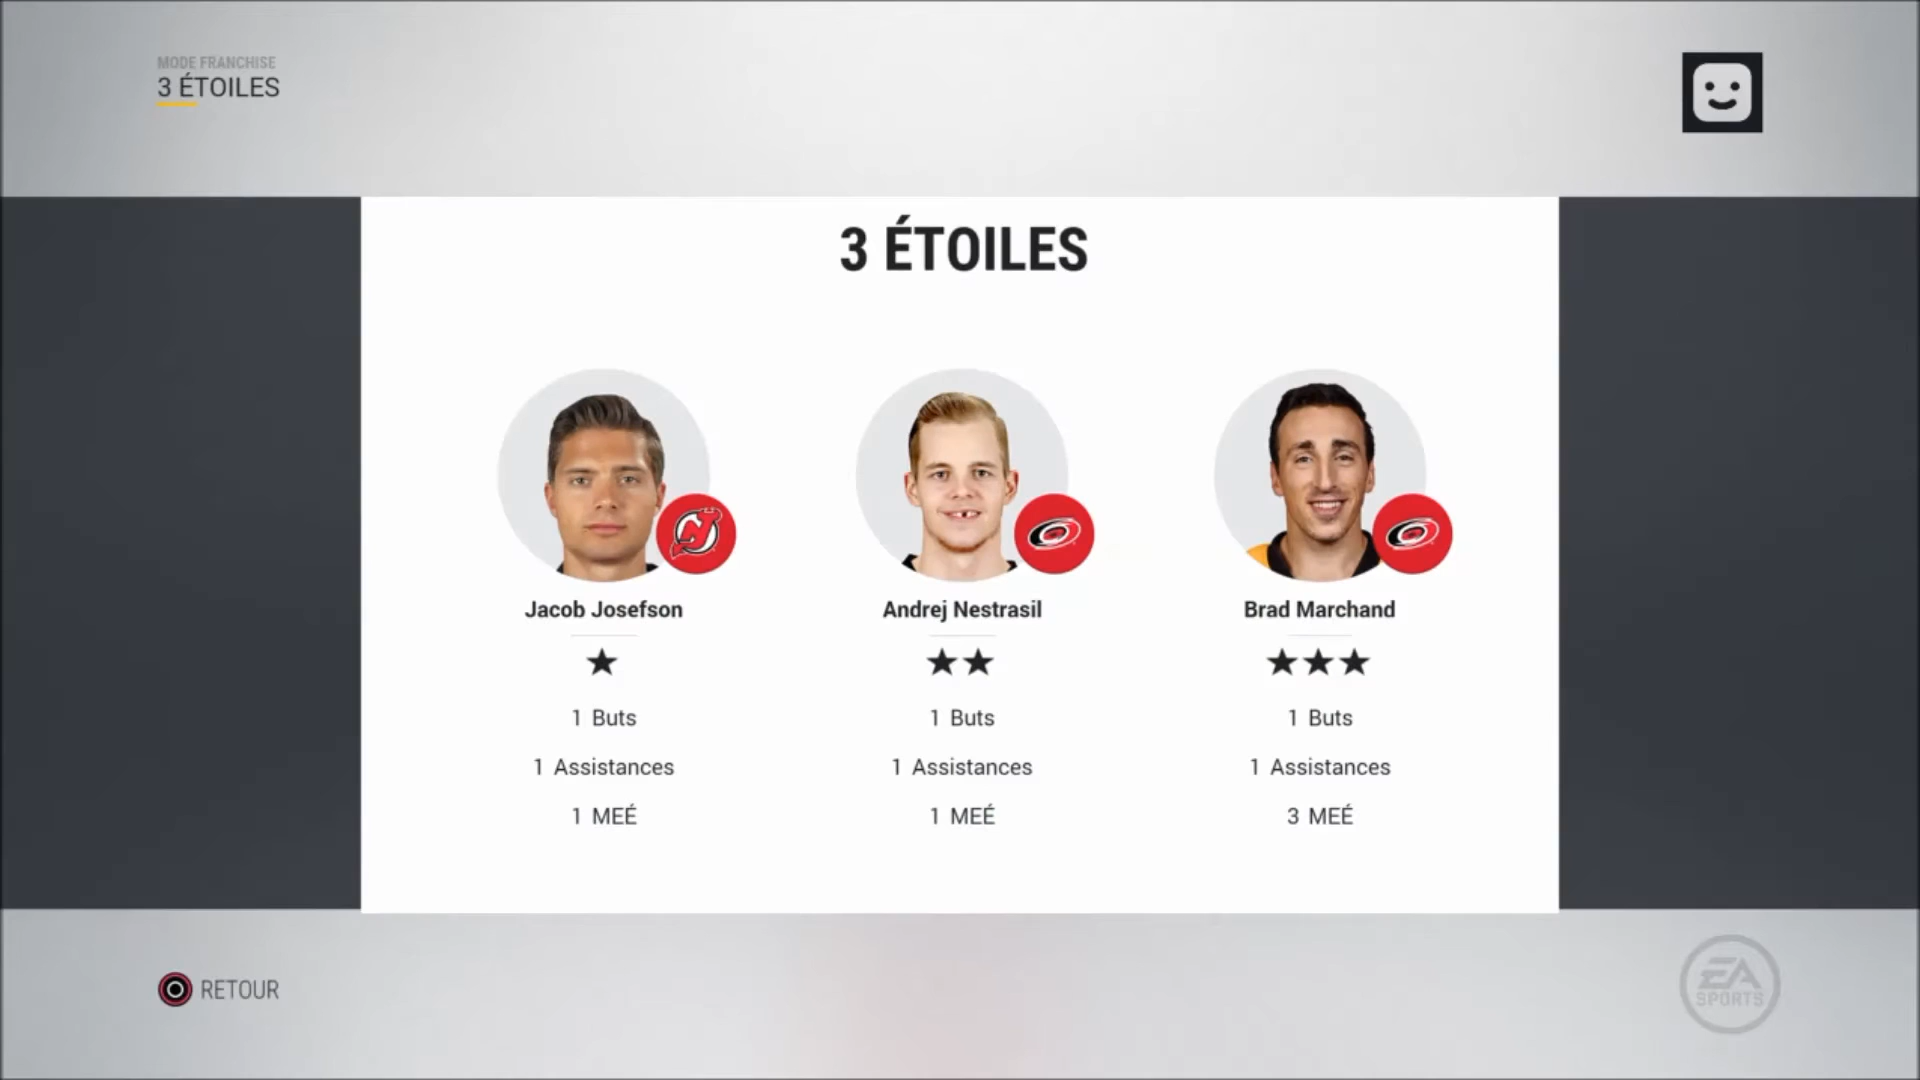 MODE FRANCHISE
3 ÉTOILES
3 ÉTOILES
Jacob Josefson
Andrej Nestrasil
Brad Marchand
1 Buts
1 Buts
1 Buts
1 Assistances
1 Assistances
1 Assistances
1 MEÉ
1 MEÉ
3 MEÉ
RETOUR
EA
SPORTS